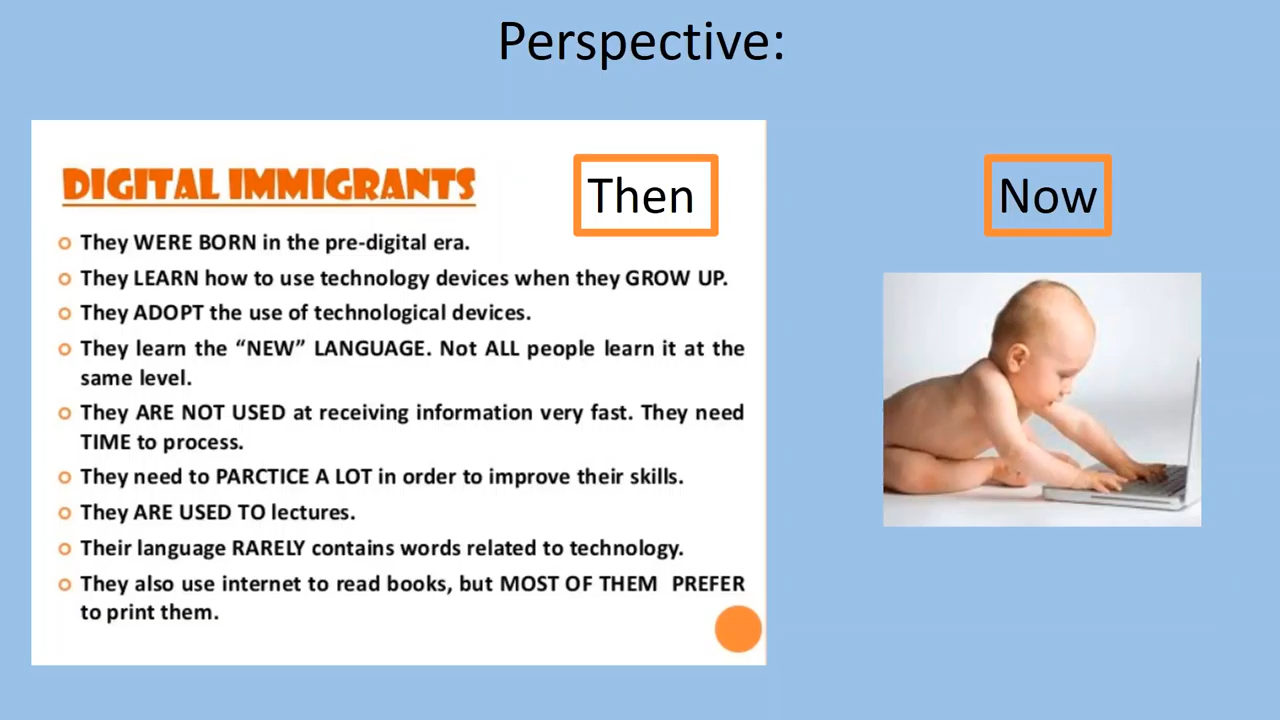 Perspective:
DIGITAL IMMIGRANTS
Then
Now
They WERE BORN in the pre-digital era.
They LEARN how to use technology devices when they GROW UP.
They ADOPT the use of technological devices.
They learn the “NEW” LANGUAGE. Not ALL people learn it at the
same level.
They ARE NOT USED at receiving information very fast. They need
TIME to process.
They need to PARCTICE A LOT in order to improve their skills.
They ARE USED TO lectures.
Their language RARELY contains words related to technology.
They also use internet to read books, but MOST OF THEM PREFER
to print them.